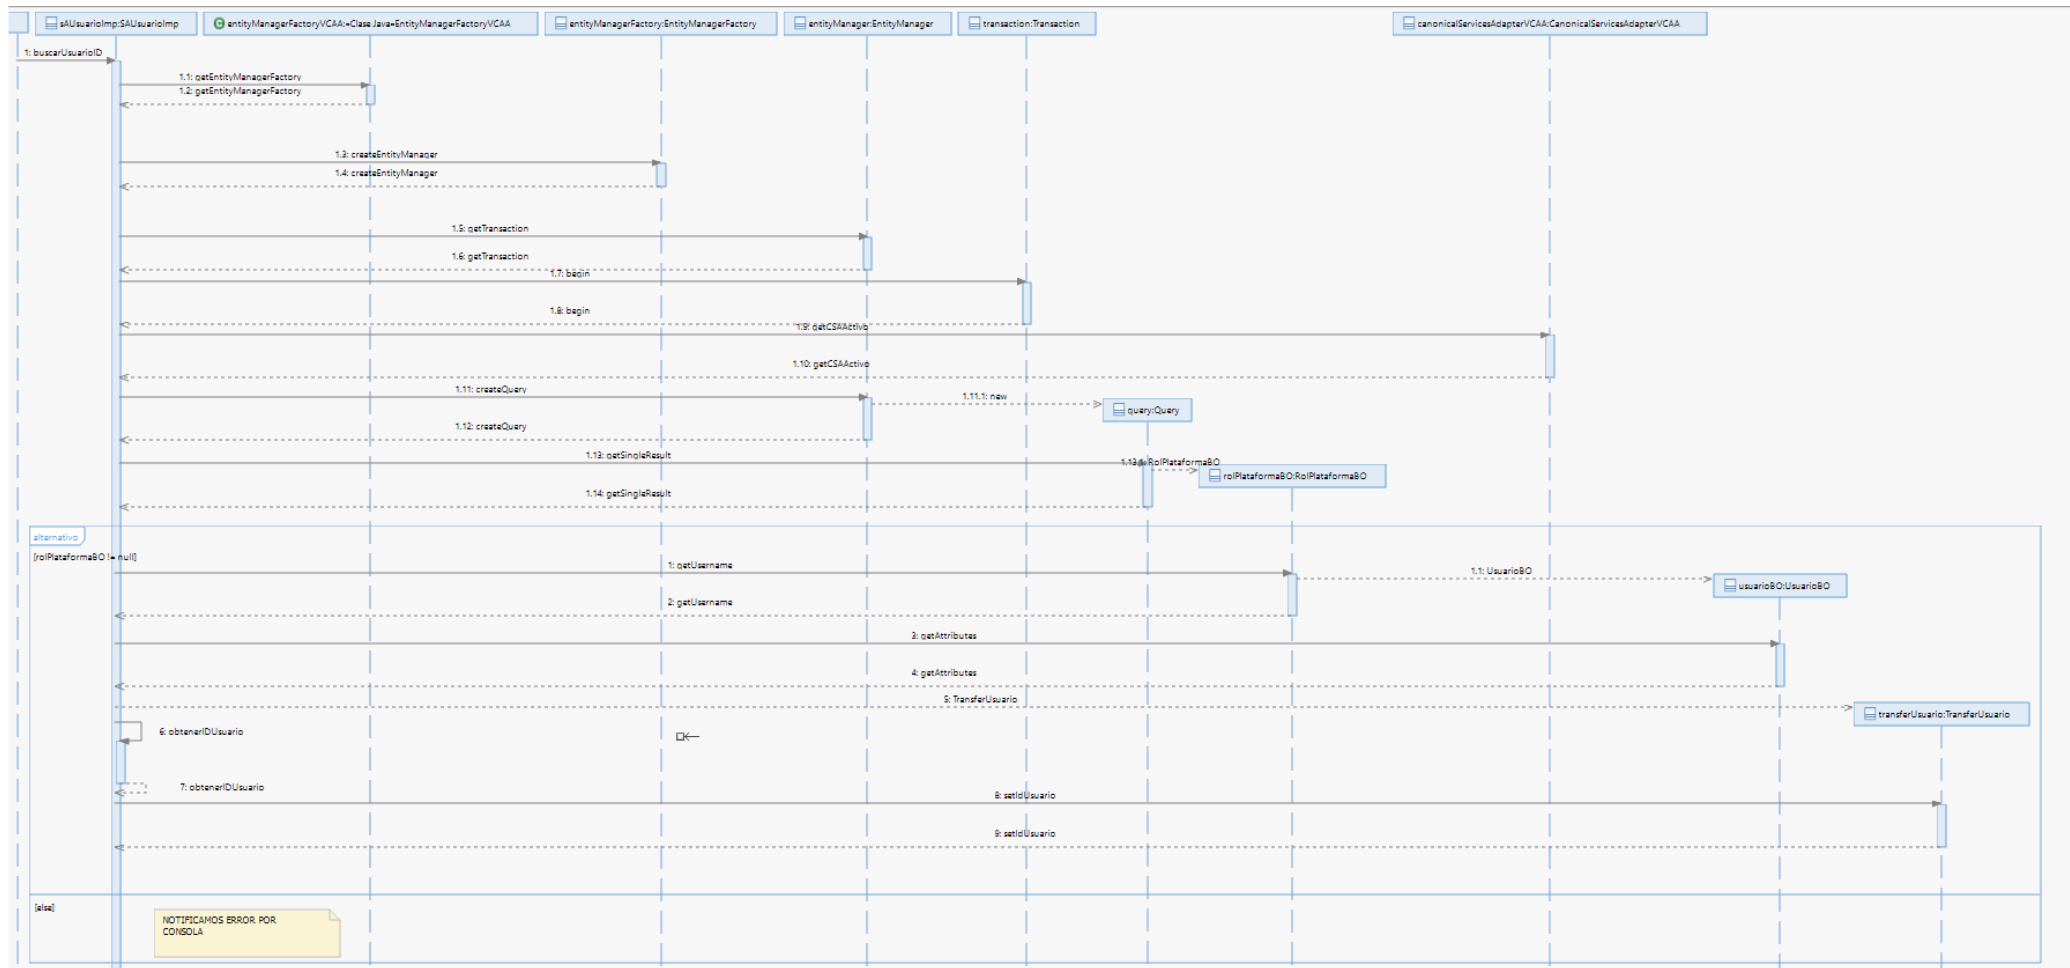 sAUsuarioImp:SAUsuarioImp
entityManagerFactoryVCAA:«Clase Java»EntityManagerFactoryVCAA
entityManagerFactory:EntityManagerFactory
entityManager:EntityManager
transaction:Transaction
canonicalServicesAdapterVCAA:CanonicalServicesAdapterVCAA
1: buscarUsuarioID
1.1: getEntityManagerFactory
1.2: getEntityManagerFactory
1.3: createEntityManager
1.4: createEntityManager
1.5: getTransaction
1.6: getTransaction
1.7: begin
1.8: begin
1.9: getCSAActivo
1.10: getCSAActivo
1.11: createQuery
1.11.1: new
query:Query
1.12: createQuery
1.13: getSingleResult
1.13.1: RolPlataformaBO
rolPlataformaBO:RolPlataformaBO
1.14: getSingleResult
alternativo
[rolPlataformaBO != null]
1: getUsername
1.1: UsuarioBO
usuarioBO:UsuarioBO
2: getUsername
3: getAttributes
4: getAttributes
5: TransferUsuario
transferUsuario:TransferUsuario
6: obtenerIDUsuario
7: obtenerIDUsuario
8: setIdUsuario
9: setIdUsuario
[else]
NOTIFICAMOS ERROR POR
CONSOLA